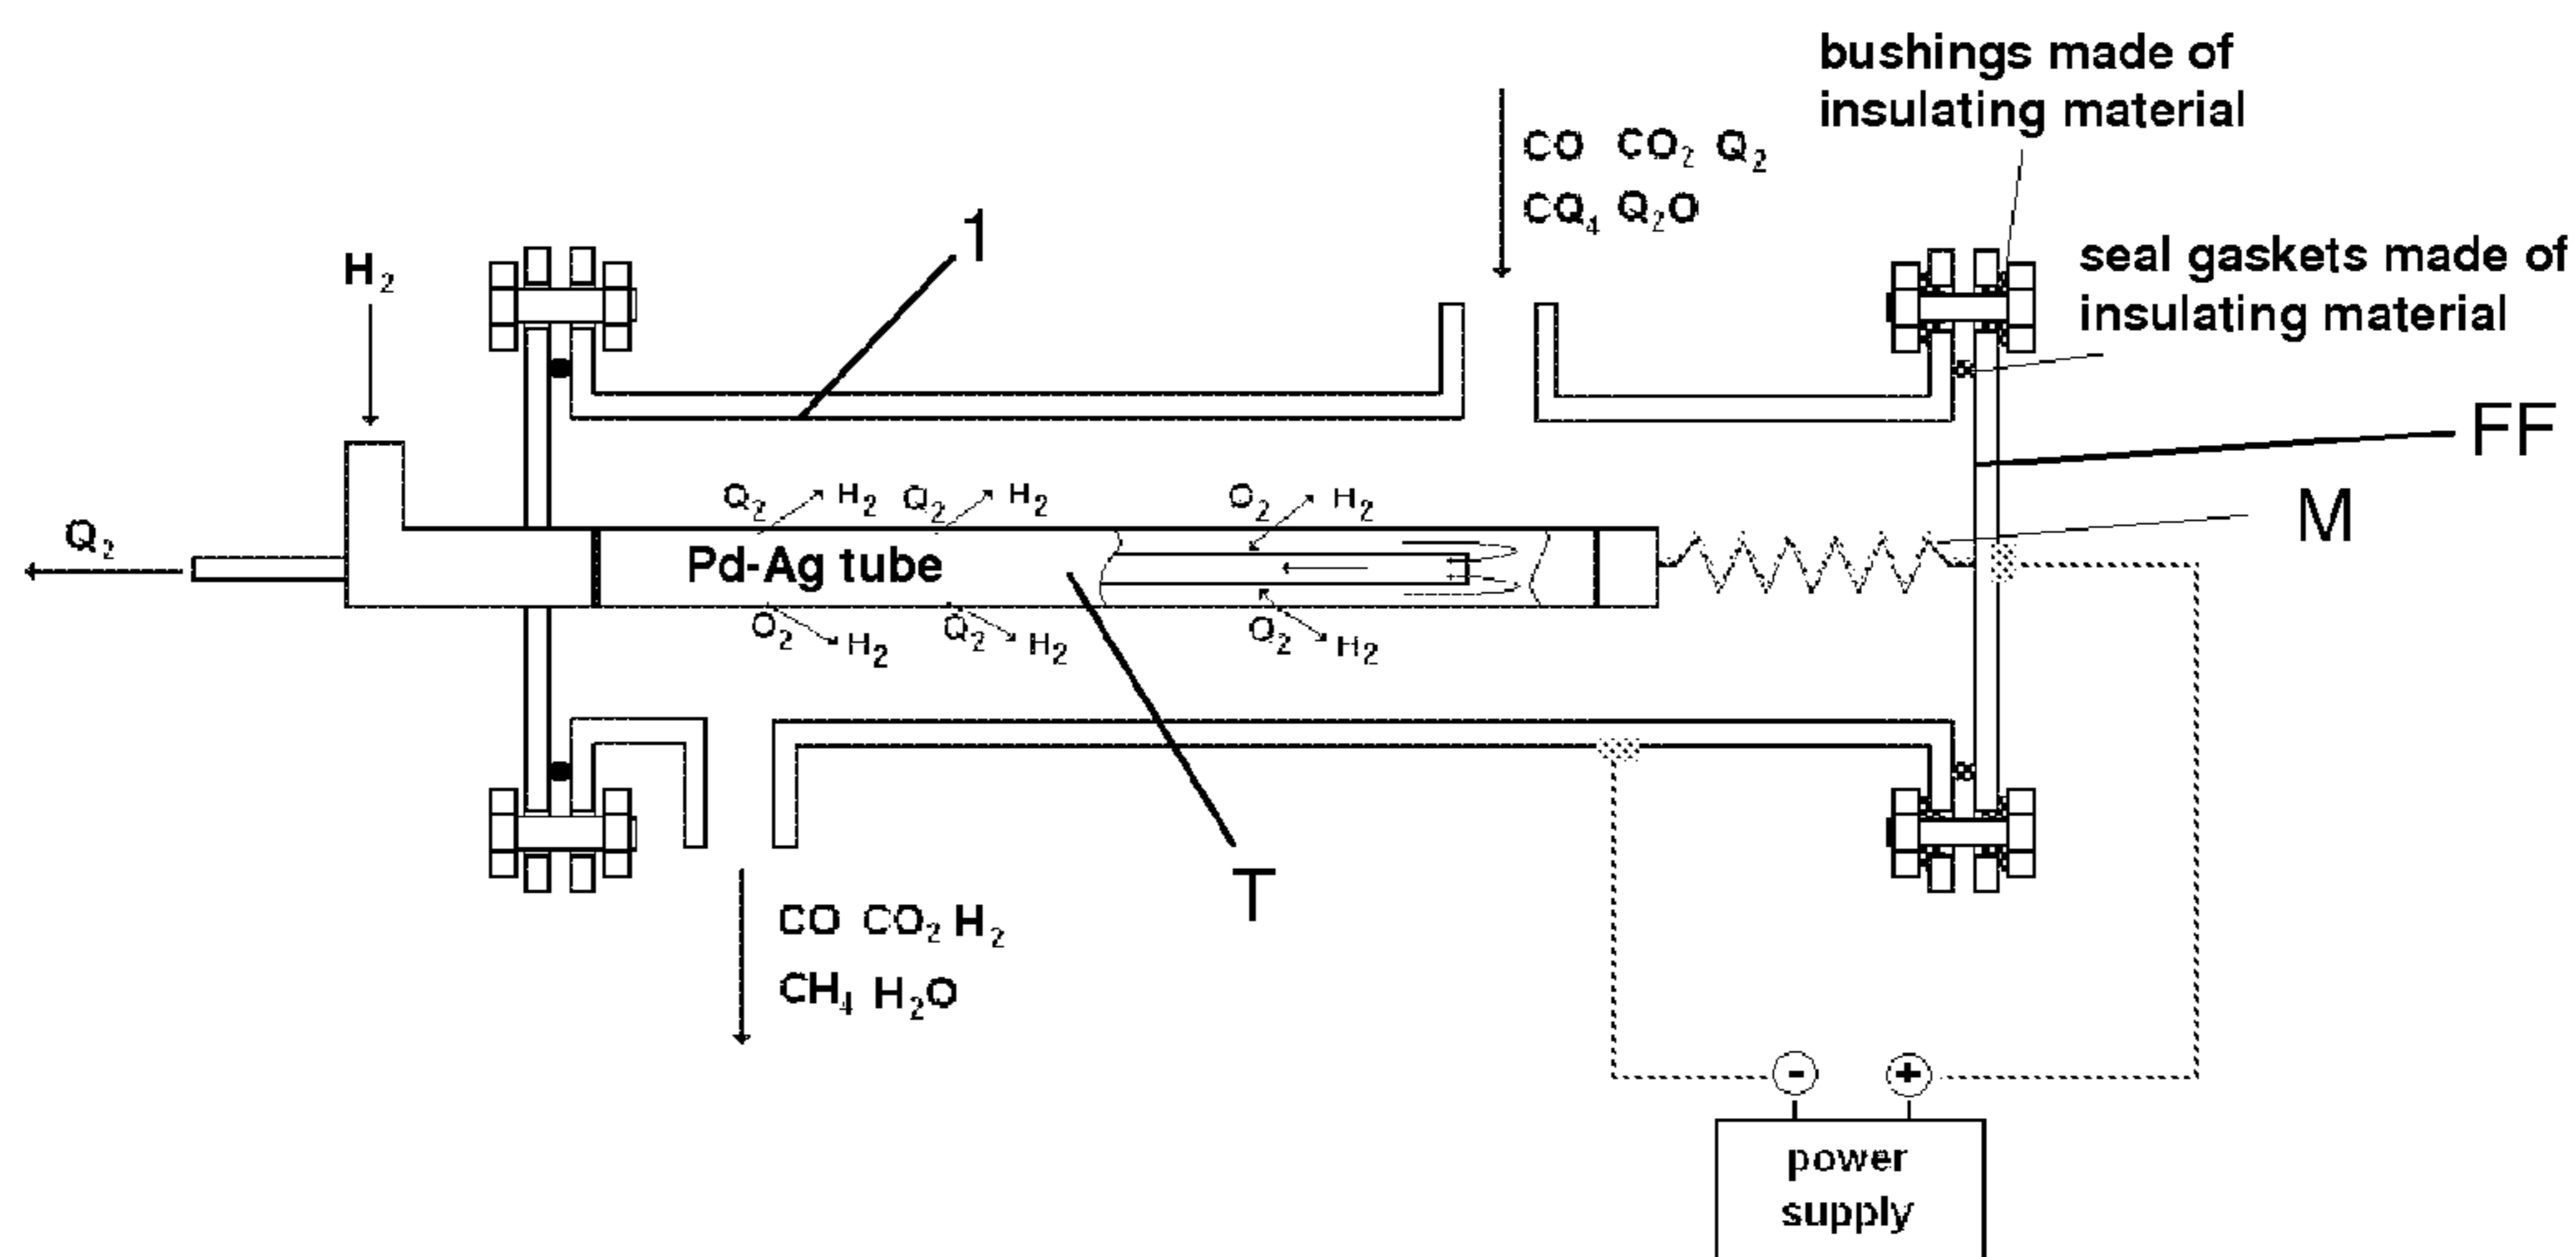 bushings made of
insulating material
CO CO₂ Q₂
CQ₄ Q₂O
1
seal gaskets made of
insulating material
H₂
FF
M
Q₂ H₂ Q₂ H₂ Q₂ H₂
Q₂
Pd-Ag tube
Q₂ H₂ Q₂ H₂ Q₂ H₂
T
CO CO₂ H₂
CH₄ H₂O
- +
power
supply